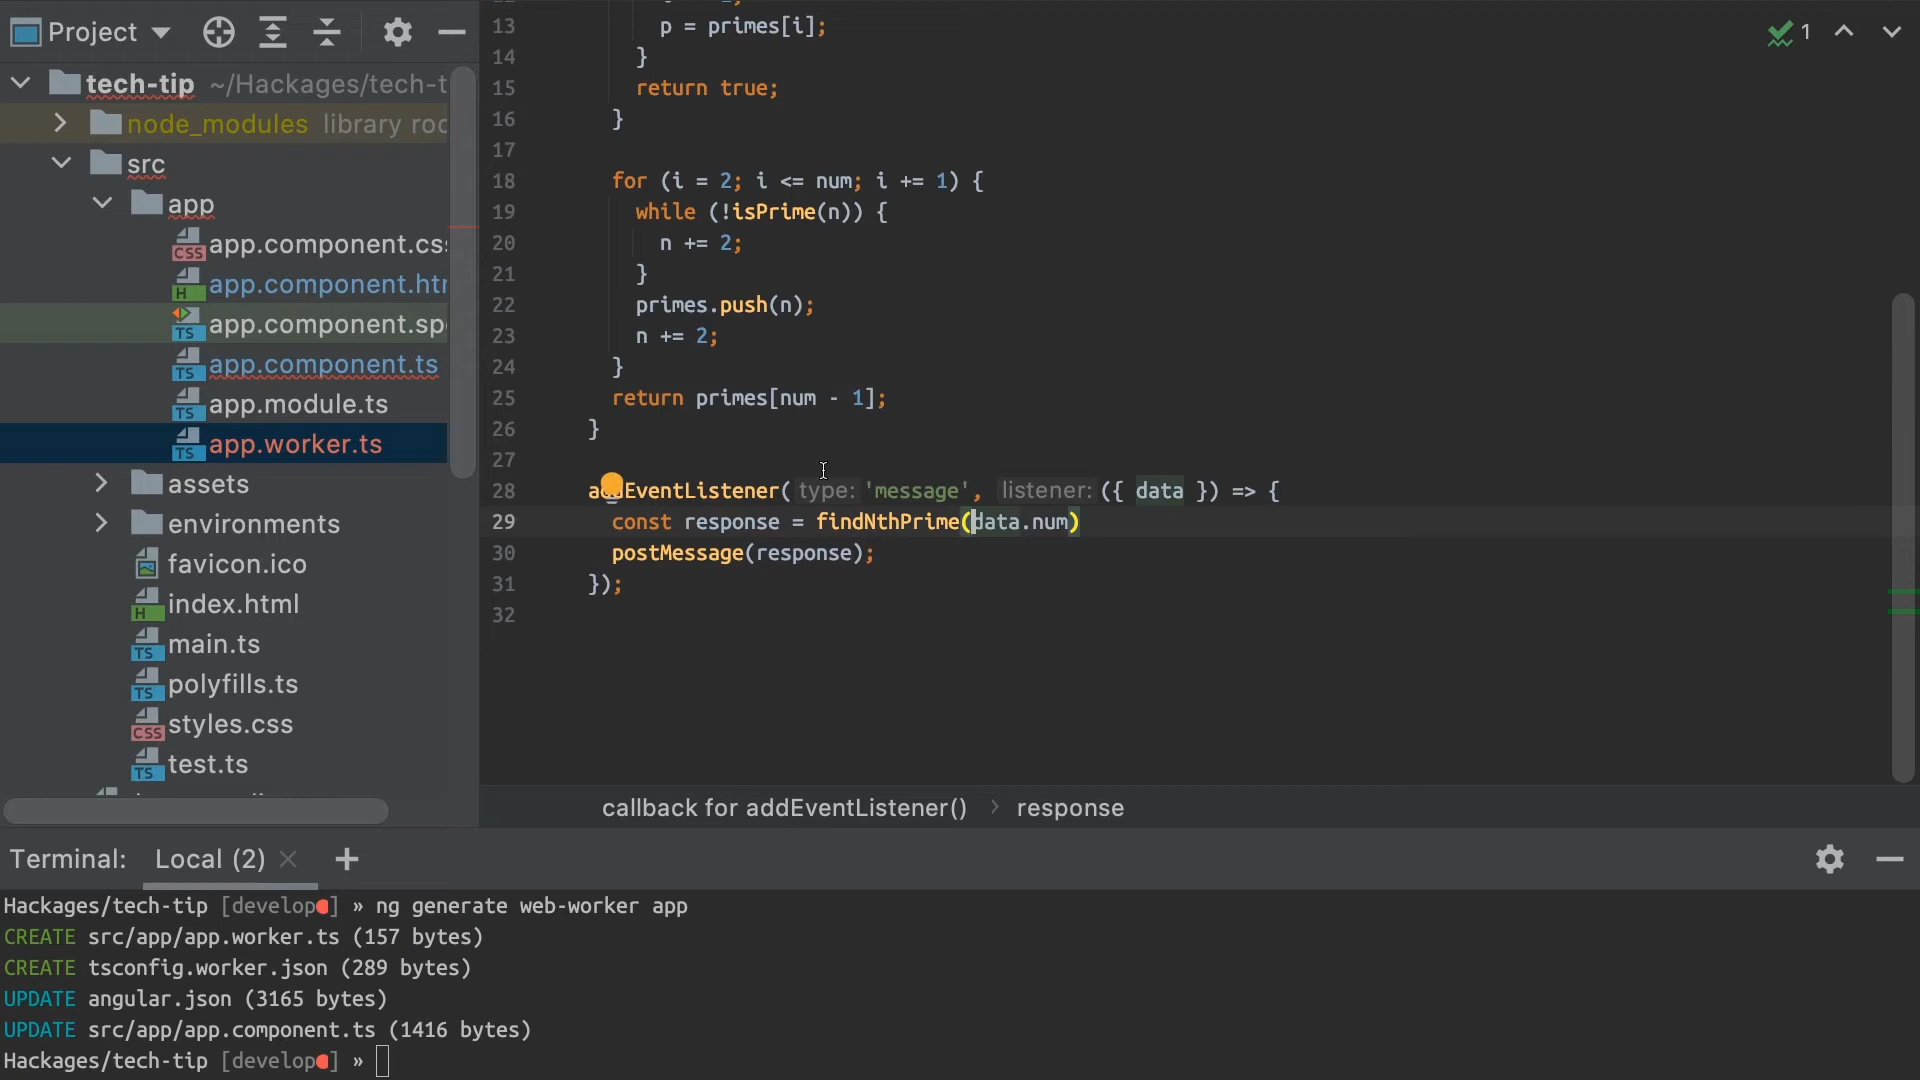 Project
tech-tip ~/Hackages/tech-t
node_modules library roo
src
app
app.component.css
app.component.htm
app.component.spe
app.component.ts
app.module.ts
app.worker.ts
assets
environments
favicon.ico
index.html
main.ts
polyfills.ts
styles.css
test.ts
1
13 p = primes[i];
14 }
15 return true;
16 }
17
18 for (i = 2; i <= num; i += 1) {
19 while (!isPrime(n)) {
20 n += 2;
21 }
22 primes.push(n);
23 n += 2;
24 }
25 return primes[num - 1];
26 }
27
28 addEventListener( type: 'message', listener: ({ data }) => {
29 const response = findNthPrime(data.num)
30 postMessage(response);
31 });
32
callback for addEventListener() > response
Terminal: Local (2) × +
Hackages/tech-tip [develop●] » ng generate web-worker app
CREATE src/app/app.worker.ts (157 bytes)
CREATE tsconfig.worker.json (289 bytes)
UPDATE angular.json (3165 bytes)
UPDATE src/app/app.component.ts (1416 bytes)
Hackages/tech-tip [develop●] »